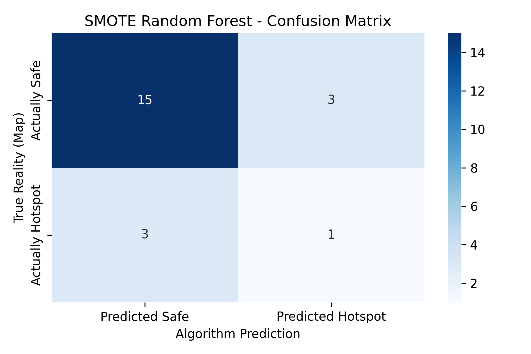 SMOTE Random Forest - Confusion Matrix
True Reality (Map)
Actually Safe
Actually Hotspot
15
3
3
1
Predicted Safe
Predicted Hotspot
Algorithm Prediction
14
12
10
8
6
4
2